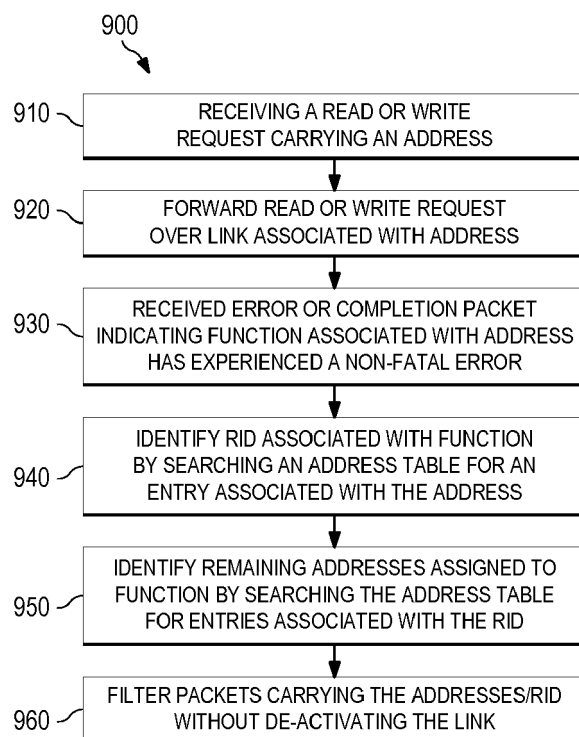 900
910
RECEIVING A READ OR WRITE
REQUEST CARRYING AN ADDRESS
920
FORWARD READ OR WRITE REQUEST
OVER LINK ASSOCIATED WITH ADDRESS
930
RECEIVED ERROR OR COMPLETION PACKET
INDICATING FUNCTION ASSOCIATED WITH ADDRESS
HAS EXPERIENCED A NON-FATAL ERROR
940
IDENTIFY RID ASSOCIATED WITH FUNCTION
BY SEARCHING AN ADDRESS TABLE FOR AN
ENTRY ASSOCIATED WITH THE ADDRESS
950
IDENTIFY REMAINING ADDRESSES ASSIGNED TO
FUNCTION BY SEARCHING THE ADDRESS TABLE
FOR ENTRIES ASSOCIATED WITH THE RID
960
FILTER PACKETS CARRYING THE ADDRESSES/RID
WITHOUT DE-ACTIVATING THE LINK